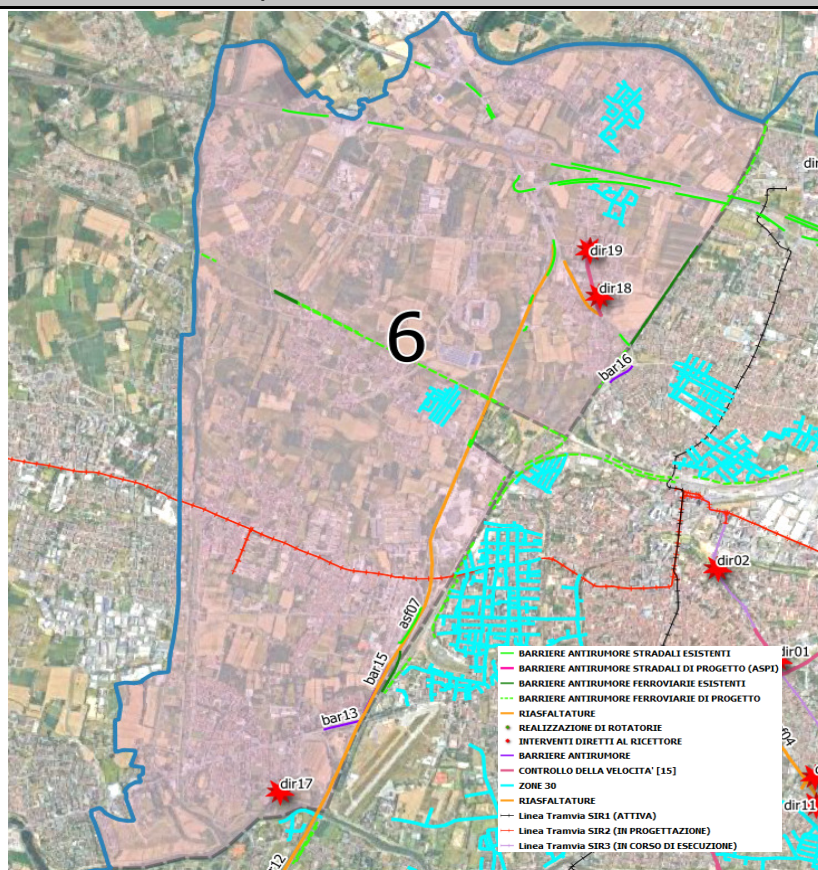 dir
dir19
dir18
6
bar16
dir02
asf07
bar15
dir01
bar13
dir17
dir11
BARRIERE ANTIRUMORE STRADALI ESISTENTI
BARRIERE ANTIRUMORE STRADALI DI PROGETTO (ASPI)
BARRIERE ANTIRUMORE FERROVIARIE ESISTENTI
BARRIERE ANTIRUMORE FERROVIARIE DI PROGETTO
RIASFALTATURE
REALIZZAZIONE DI ROTATORIE
INTERVENTI DIRETTI AL RICETTORE
BARRIERE ANTIRUMORE
CONTROLLO DELLA VELOCITA' [15]
ZONE 30
RIASFALTATURE
Linea Tramvia SIR1 (ATTIVA)
Linea Tramvia SIR2 (IN PROGETTAZIONE)
Linea Tramvia SIR3 (IN CORSO DI ESECUZIONE)